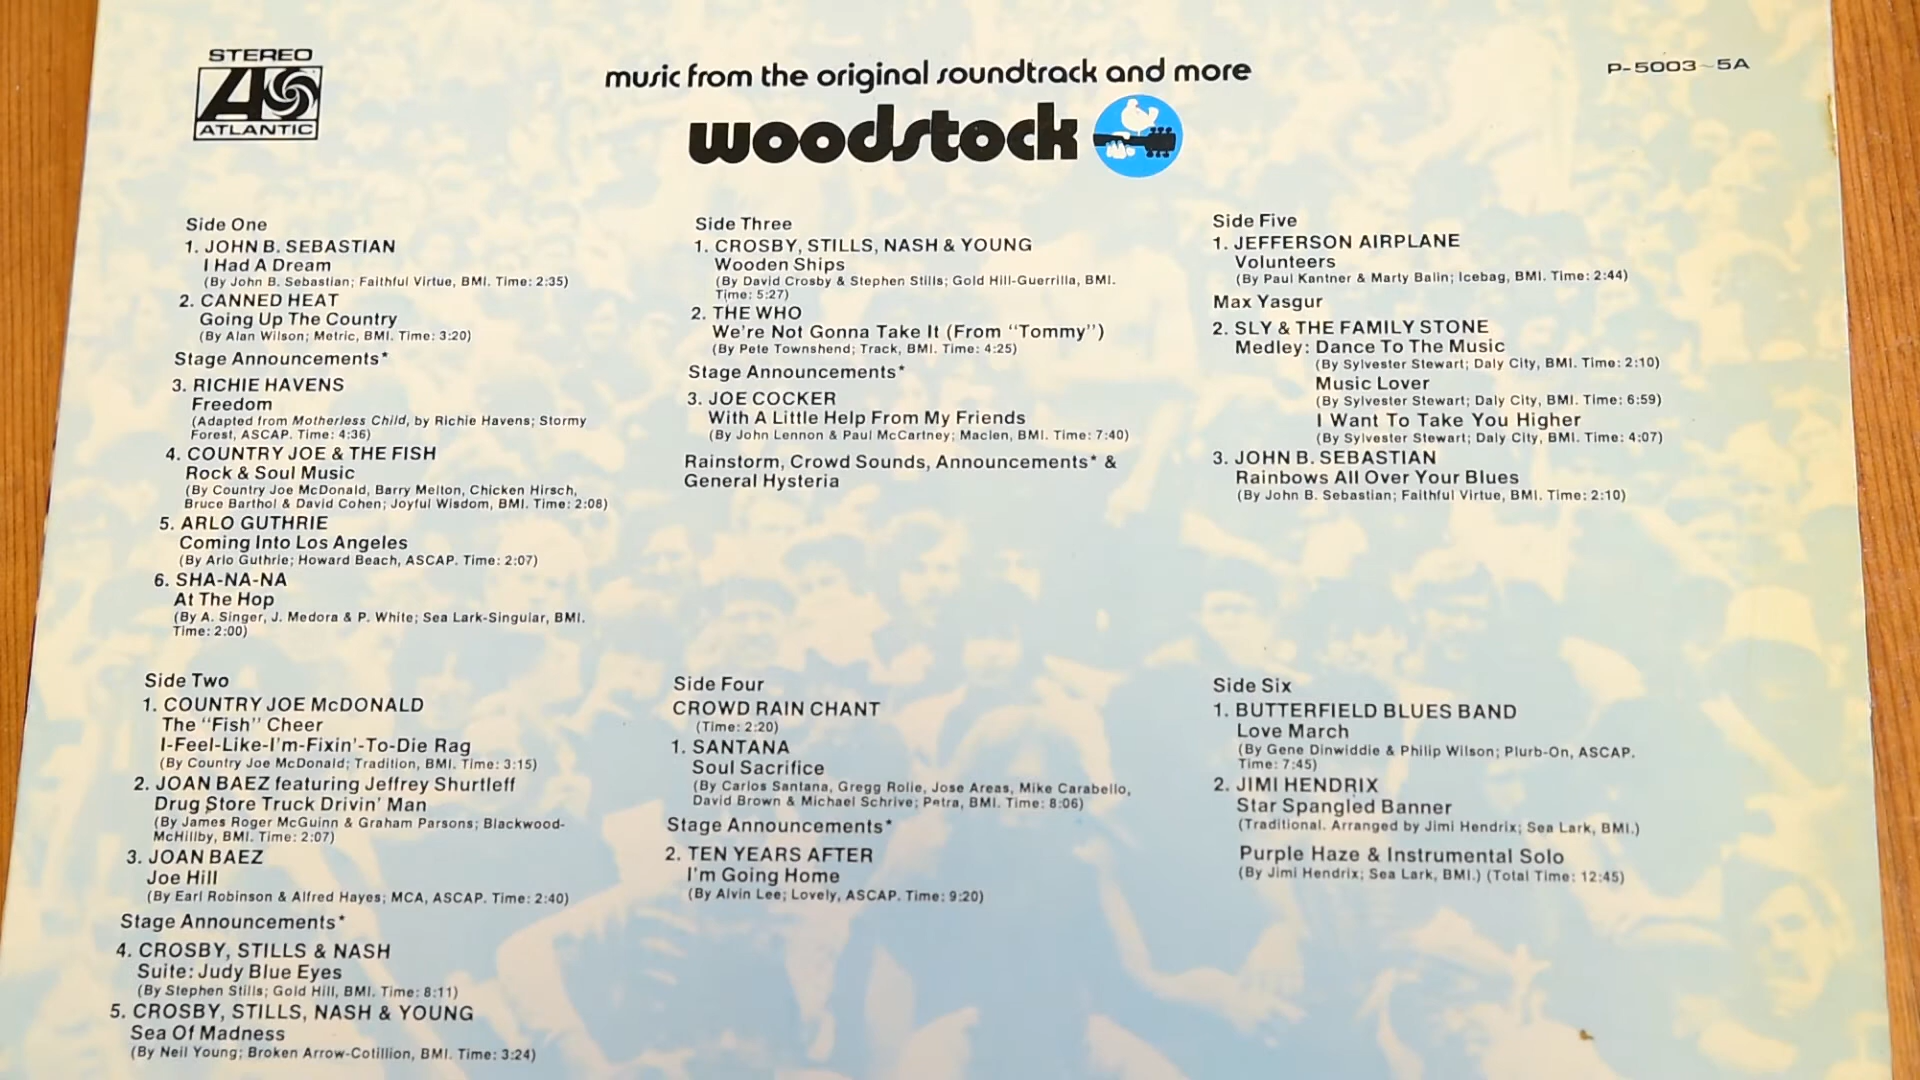 STEREO
ATLANTIC
music from the original soundtrack and more
woodstock
P-5003~5A
Side One
1. JOHN B. SEBASTIAN
I Had A Dream
(By John B. Sebastian; Faithful Virtue, BMI. Time: 2:35)
2. CANNED HEAT
Going Up The Country
(By Alan Wilson; Metric, BMI. Time: 3:20)
Stage Announcements*
3. RICHIE HAVENS
Freedom
(Adapted from Motherless Child, by Richie Havens; Stormy
Forest, ASCAP. Time: 4:36)
4. COUNTRY JOE & THE FISH
Rock & Soul Music
(By Country Joe McDonald, Barry Melton, Chicken Hirsch,
Bruce Barthol & David Cohen; Joyful Wisdom, BMI. Time: 2:08)
5. ARLO GUTHRIE
Coming Into Los Angeles
(By Arlo Guthrie; Howard Beach, ASCAP. Time: 2:07)
6. SHA-NA-NA
At The Hop
(By A. Singer, J. Medora & P. White; Sea Lark-Singular, BMI.
Time: 2:00)
Side Two
1. COUNTRY JOE McDONALD
The "Fish" Cheer
I-Feel-Like-I'm-Fixin'-To-Die Rag
(By Country Joe McDonald; Tradition, BMI. Time: 3:15)
2. JOAN BAEZ featuring Jeffrey Shurtleff
Drug Store Truck Drivin' Man
(By James Roger McGuinn & Graham Parsons; Blackwood-
McHillby, BMI. Time: 2:07)
3. JOAN BAEZ
Joe Hill
(By Earl Robinson & Alfred Hayes; MCA, ASCAP. Time: 2:40)
Stage Announcements*
4. CROSBY, STILLS & NASH
Suite: Judy Blue Eyes
(By Stephen Stills; Gold Hill, BMI. Time: 8:11)
5. CROSBY, STILLS, NASH & YOUNG
Sea Of Madness
(By Neil Young; Broken Arrow-Cotillion, BMI. Time: 3:24)
Side Three
1. CROSBY, STILLS, NASH & YOUNG
Wooden Ships
(By David Crosby & Stephen Stills; Gold Hill-Guerrilla, BMI.
Time: 5:27)
2. THE WHO
We're Not Gonna Take It (From "Tommy")
(By Pete Townshend; Track, BMI. Time: 4:25)
Stage Announcements*
3. JOE COCKER
With A Little Help From My Friends
(By John Lennon & Paul McCartney; Maclen, BMI. Time: 7:40)
Rainstorm, Crowd Sounds, Announcements* &
General Hysteria
Side Four
CROWD RAIN CHANT
(Time: 2:20)
1. SANTANA
Soul Sacrifice
(By Carlos Santana, Gregg Rolie, Jose Areas, Mike Carabello,
David Brown & Michael Schrive; Petra, BMI. Time: 8:06)
Stage Announcements*
2. TEN YEARS AFTER
I'm Going Home
(By Alvin Lee; Lovely, ASCAP. Time: 9:20)
Side Five
1. JEFFERSON AIRPLANE
Volunteers
(By Paul Kantner & Marty Balin; Icebag, BMI. Time: 2:44)
Max Yasgur
2. SLY & THE FAMILY STONE
Medley: Dance To The Music
(By Sylvester Stewart; Daly City, BMI. Time: 2:10)
Music Lover
(By Sylvester Stewart; Daly City, BMI. Time: 6:59)
I Want To Take You Higher
(By Sylvester Stewart; Daly City, BMI. Time: 4:07)
3. JOHN B. SEBASTIAN
Rainbows All Over Your Blues
(By John B. Sebastian; Faithful Virtue, BMI. Time: 2:10)
Side Six
1. BUTTERFIELD BLUES BAND
Love March
(By Gene Dinwiddie & Philip Wilson; Plurb-On, ASCAP.
Time: 7:45)
2. JIMI HENDRIX
Star Spangled Banner
(Traditional. Arranged by Jimi Hendrix; Sea Lark, BMI.)
Purple Haze & Instrumental Solo
(By Jimi Hendrix; Sea Lark, BMI.) (Total Time: 12:45)